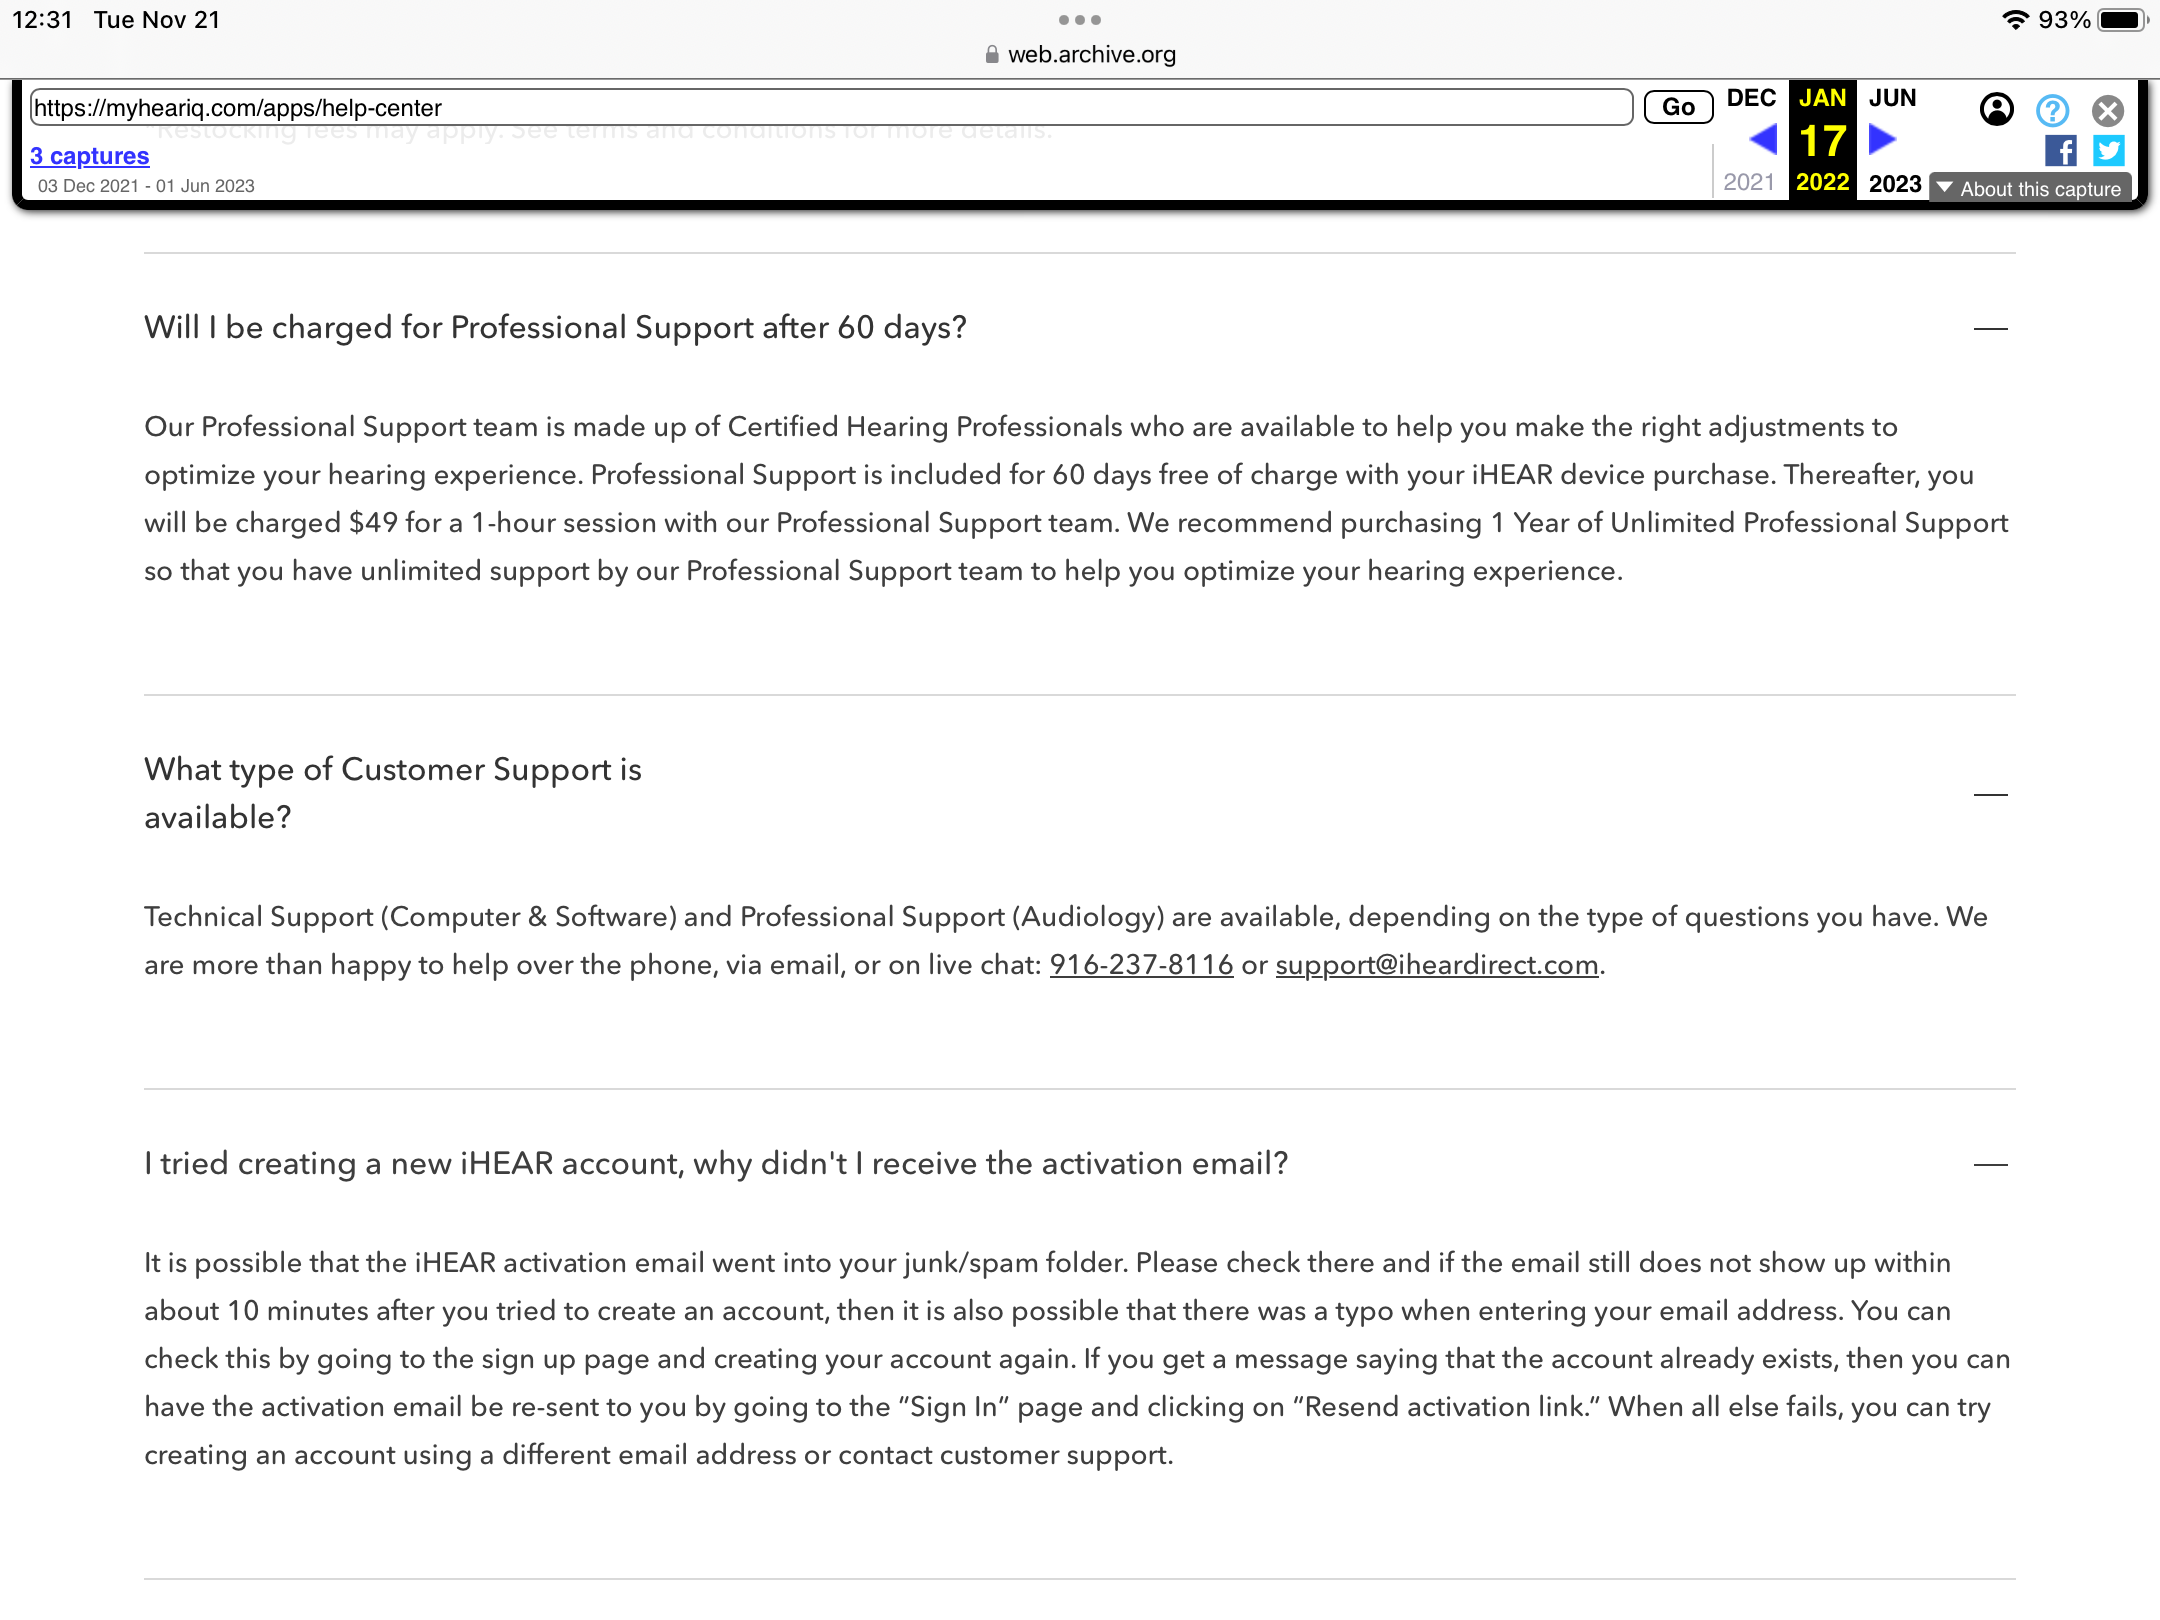 12:31 Tue Nov 21
93%
web.archive.org
https://myheariq.com/apps/help-center
Go
DEC JAN JUN
*Restocking fees may apply. See terms and conditions for more details.
3 captures
17
03 Dec 2021 - 01 Jun 2023
2021 2022 2023
▼ About this capture
Will I be charged for Professional Support after 60 days?
Our Professional Support team is made up of Certified Hearing Professionals who are available to help you make the right adjustments to
optimize your hearing experience. Professional Support is included for 60 days free of charge with your iHEAR device purchase. Thereafter, you
will be charged $49 for a 1-hour session with our Professional Support team. We recommend purchasing 1 Year of Unlimited Professional Support
so that you have unlimited support by our Professional Support team to help you optimize your hearing experience.
What type of Customer Support is
available?
Technical Support (Computer & Software) and Professional Support (Audiology) are available, depending on the type of questions you have. We
are more than happy to help over the phone, via email, or on live chat: 916-237-8116 or support@iheardirect.com.
I tried creating a new iHEAR account, why didn't I receive the activation email?
It is possible that the iHEAR activation email went into your junk/spam folder. Please check there and if the email still does not show up within
about 10 minutes after you tried to create an account, then it is also possible that there was a typo when entering your email address. You can
check this by going to the sign up page and creating your account again. If you get a message saying that the account already exists, then you can
have the activation email be re-sent to you by going to the “Sign In” page and clicking on “Resend activation link.” When all else fails, you can try
creating an account using a different email address or contact customer support.